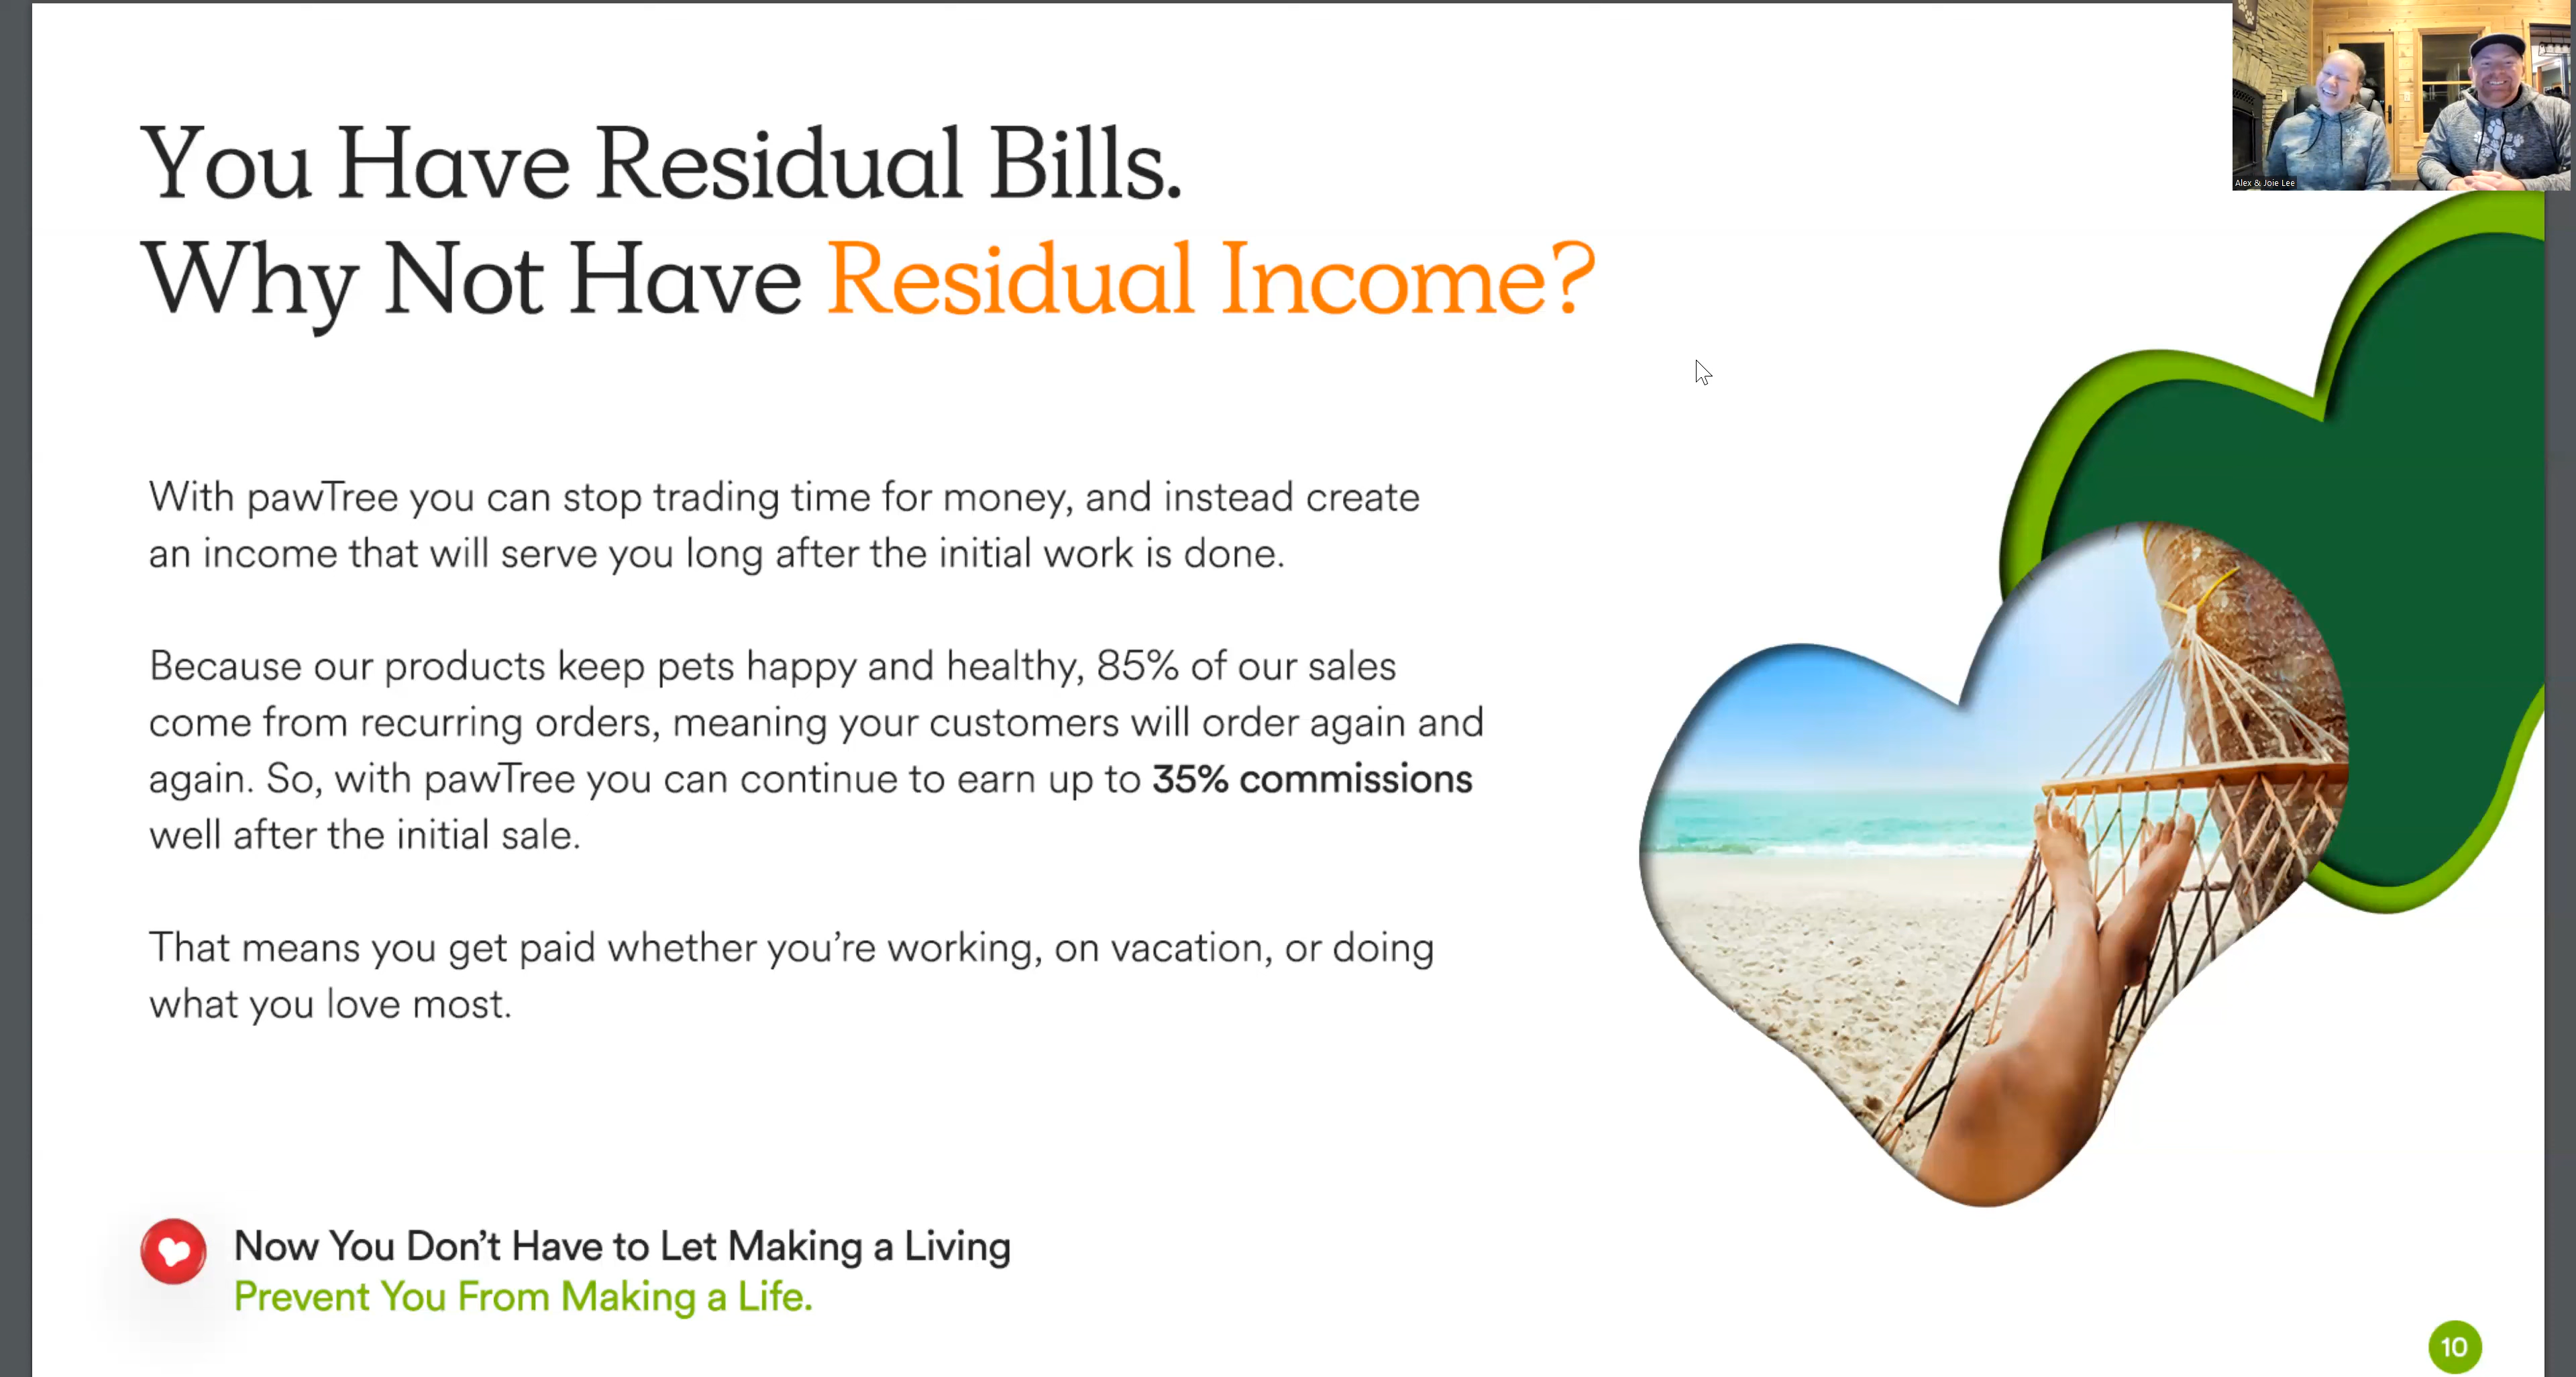 Alex & Joie Lee
You Have Residual Bills.
Why Not Have Residual Income?
With pawTree you can stop trading time for money, and instead create
an income that will serve you long after the initial work is done.
Because our products keep pets happy and healthy, 85% of our sales
come from recurring orders, meaning your customers will order again and
again. So, with pawTree you can continue to earn up to 35% commissions
well after the initial sale.
That means you get paid whether you’re working, on vacation, or doing
what you love most.
Now You Don’t Have to Let Making a Living
Prevent You From Making a Life.
10